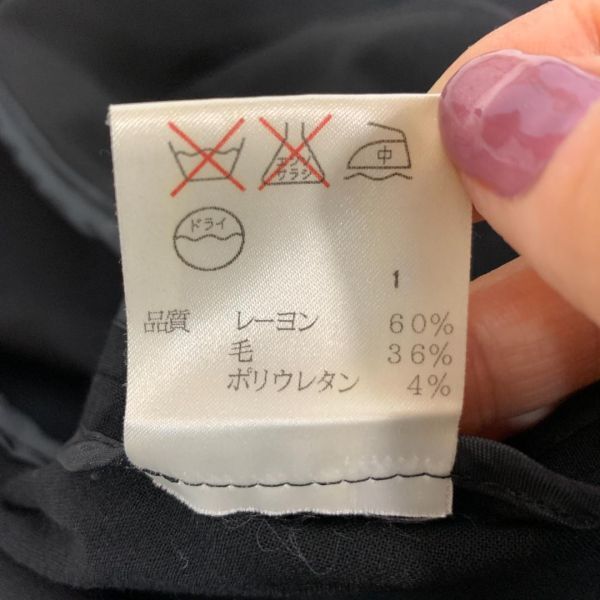 エンソ
サラシ
中
ドライ
1
品質 レーヨン 60%
毛 36%
ポリウレタン 4%